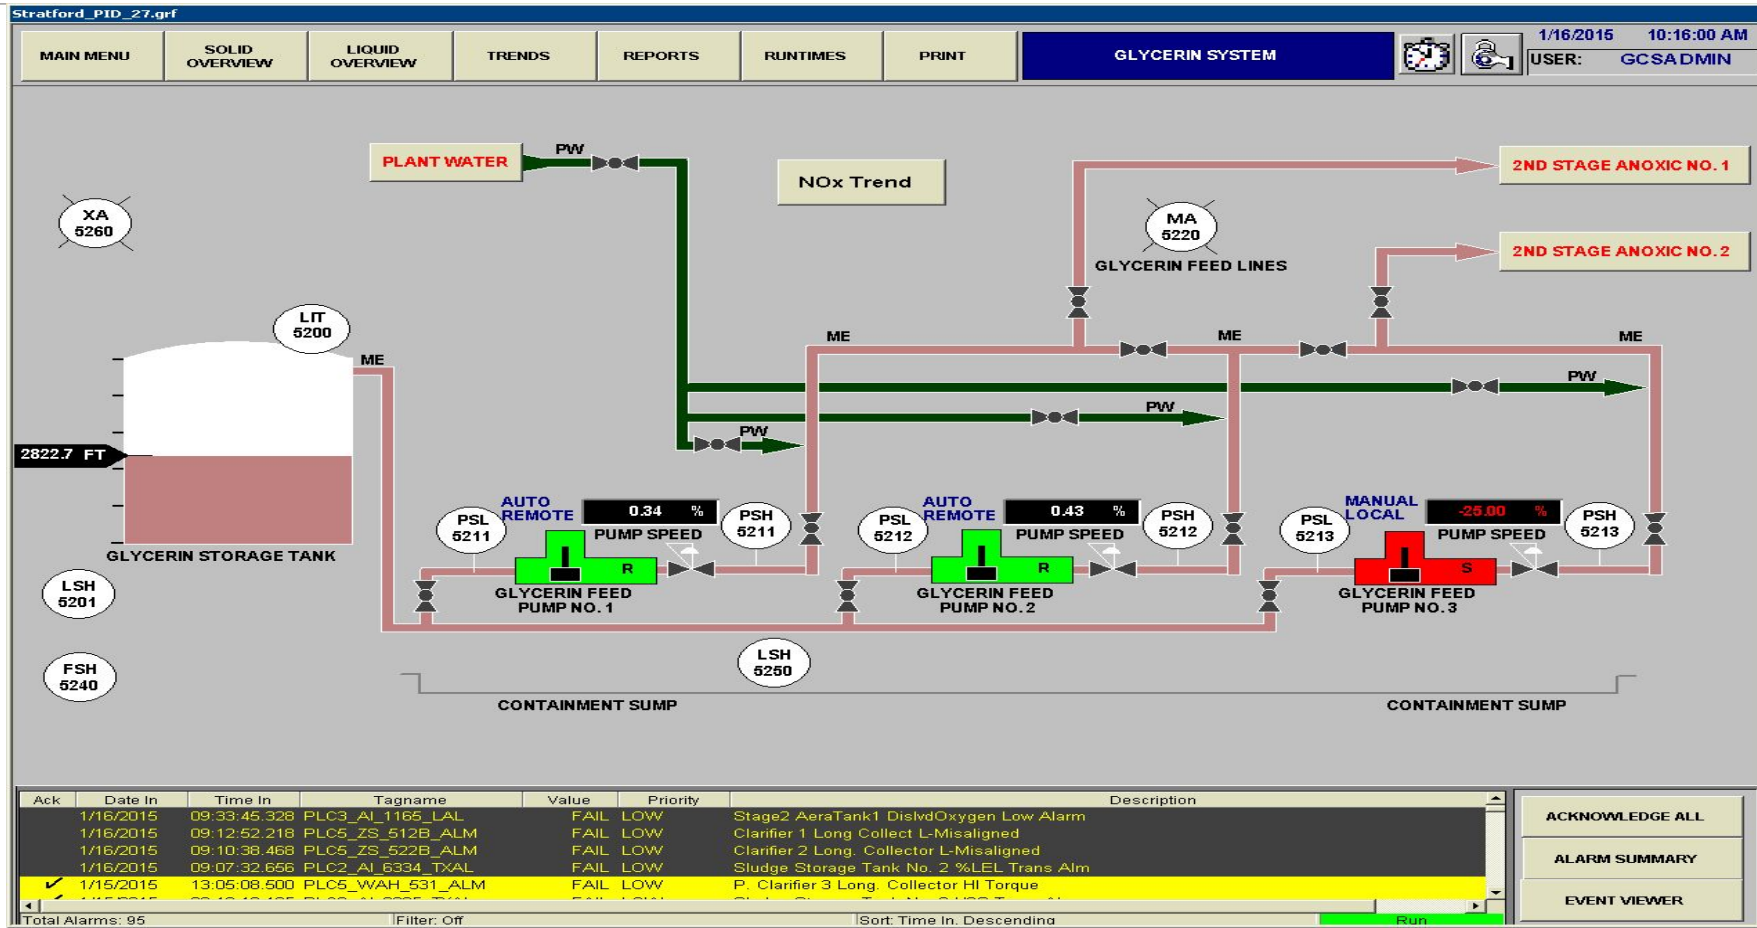 Stratford_PID_27.grf
MAIN MENU
SOLID
OVERVIEW
LIQUID
OVERVIEW
TRENDS
REPORTS
RUNTIMES
PRINT
GLYCERIN SYSTEM
1/16/2015 10:16:00 AM
USER: GCSADMIN
PLANT WATER
PW
NOx Trend
2ND STAGE ANOXIC NO. 1
XA
5260
MA
5220
GLYCERIN FEED LINES
2ND STAGE ANOXIC NO. 2
LIT
5200
ME
ME
ME
ME
PW
PW
PW
2822.7 FT
GLYCERIN STORAGE TANK
LSH
5201
FSH
5240
PSL
5211
AUTO
REMOTE
0.34 %
PUMP SPEED
PSH
5211
R
GLYCERIN FEED
PUMP NO. 1
PSL
5212
AUTO
REMOTE
0.43 %
PUMP SPEED
PSH
5212
R
GLYCERIN FEED
PUMP NO. 2
PSL
5213
MANUAL
LOCAL
-25.00 %
PUMP SPEED
PSH
5213
S
GLYCERIN FEED
PUMP NO. 3
LSH
5250
CONTAINMENT SUMP
CONTAINMENT SUMP
Ack Date In Time In Tagname Value Priority Description
1/16/2015 09:33:45.328 PLC3_AI_1165_LAL FAIL LOW Stage2 AeraTank1 DislvdOxygen Low Alarm
1/16/2015 09:12:52.218 PLC5_ZS_512B_ALM FAIL LOW Clarifier 1 Long Collect L-Misaligned
1/16/2015 09:10:38.468 PLC5_ZS_522B_ALM FAIL LOW Clarifier 2 Long. Collector L-Misaligned
1/16/2015 09:07:32.656 PLC2_AI_6334_TXAL FAIL LOW Sludge Storage Tank No. 2 %LEL Trans Alm
1/15/2015 13:05:08.500 PLC5_WAH_531_ALM FAIL LOW P. Clarifier 3 Long. Collector HI Torque
Total Alarms: 95 Filter: Off Sort: Time In. Descending Run
ACKNOWLEDGE ALL
ALARM SUMMARY
EVENT VIEWER